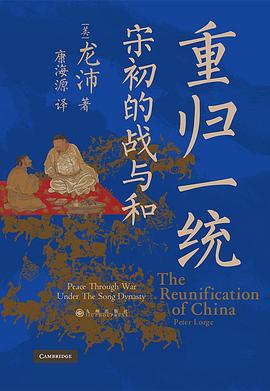 重归一统
宋初的战与和
[美]龙沛 著
康海源 译
Peace Through War
Under The Song Dynasty
The
Reunification
of China
Peter Lorge
CAMBRIDGE